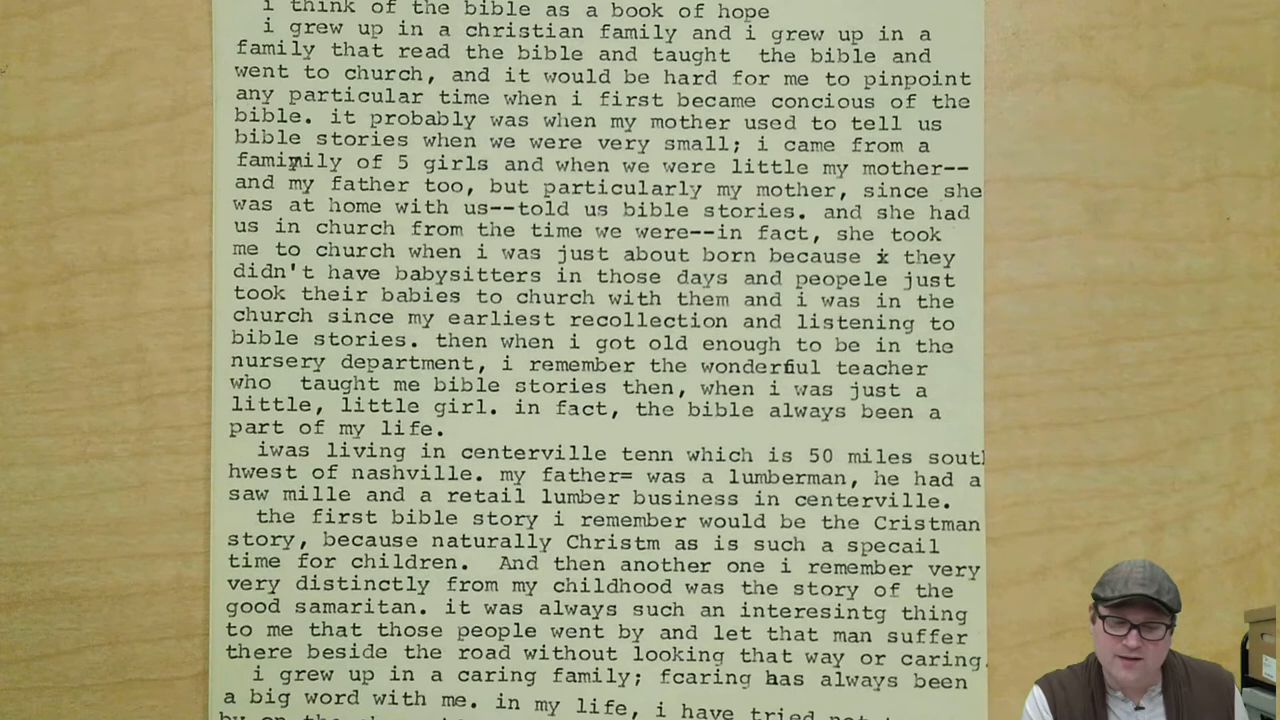 i think of the bible as a book of hope
i grew up in a christian family and i grew up in a
family that read the bible and taught the bible and
went to church, and it would be hard for me to pinpoint
any particular time when i first became concious of the
bible. it probably was when my mother used to tell us
bible stories when we were very small; i came from a
famiyily of 5 girls and when we were little my mother--
and my father too, but particularly my mother, since she
was at home with us--told us bible stories. and she had
us in church from the time we were--in fact, she took
me to church when i was just about born because x they
didn't have babysitters in those days and peopele just
took their babies to church with them and i was in the
church since my earliest recollection and listening to
bible stories. then when i got old enough to be in the
nursery department, i remember the wonderful teacher
who taught me bible stories then, when i was just a
little, little girl. in fact, the bible always been a
part of my life.
iwas living in centerville tenn which is 50 miles sout
hwest of nashville. my father= was a lumberman, he had a
saw mille and a retail lumber business in centerville.
the first bible story i remember would be the Cristman
story, because naturally Christm as is such a specail
time for children. And then another one i remember very
very distinctly from my childhood was the story of the
good samaritan. it was always such an interesintg thing
to me that those people went by and let that man suffer
there beside the road without looking that way or caring.
i grew up in a caring family; fcaring has always been
a big word with me. in my life, i have tried